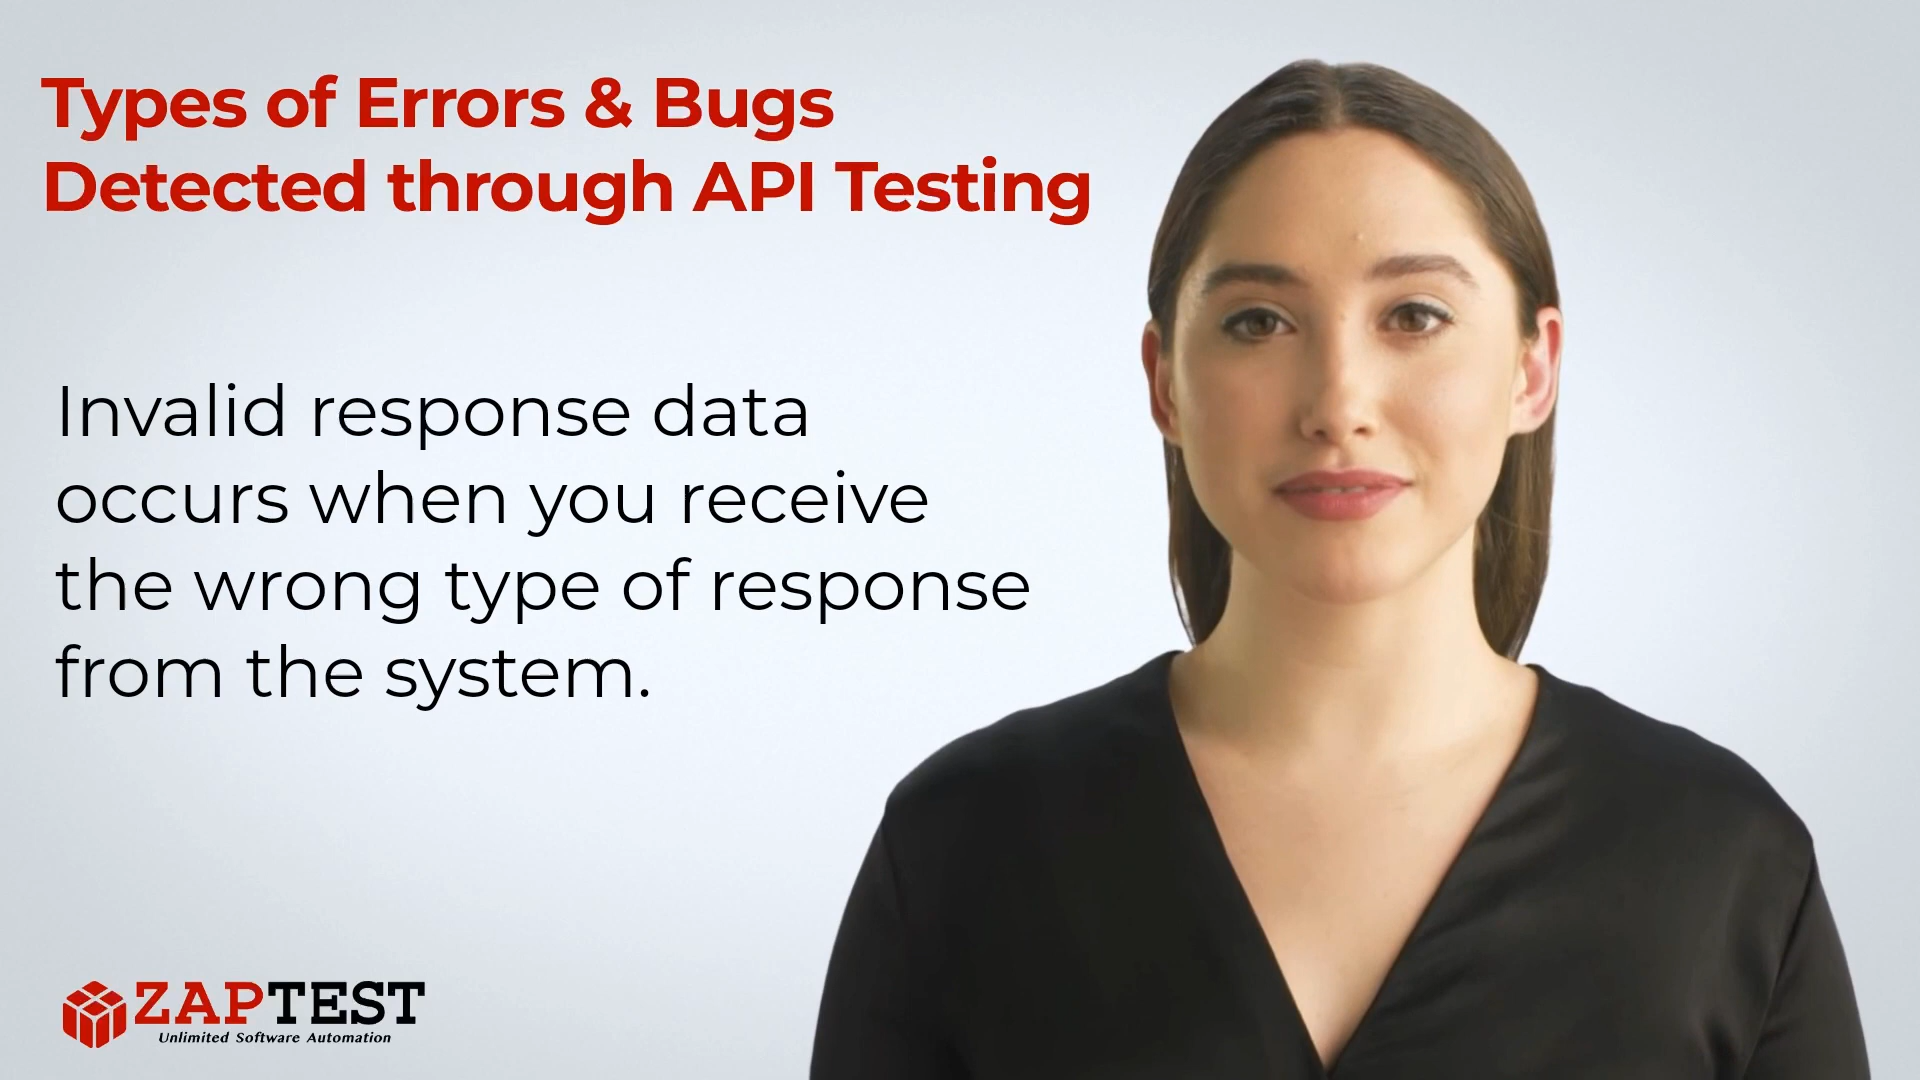 Types of Errors & Bugs
Detected through API Testing
Invalid response data
occurs when you receive
the wrong type of response
from the system.
ZAPTEST
Unlimited Software Automation